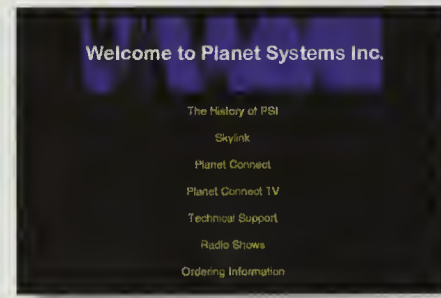 Welcome to Planet Systems Inc.
The History of PSI
Skylink
Planet Connect
Planet Connect TV
Technical Support
Radio Shows
Ordering Information